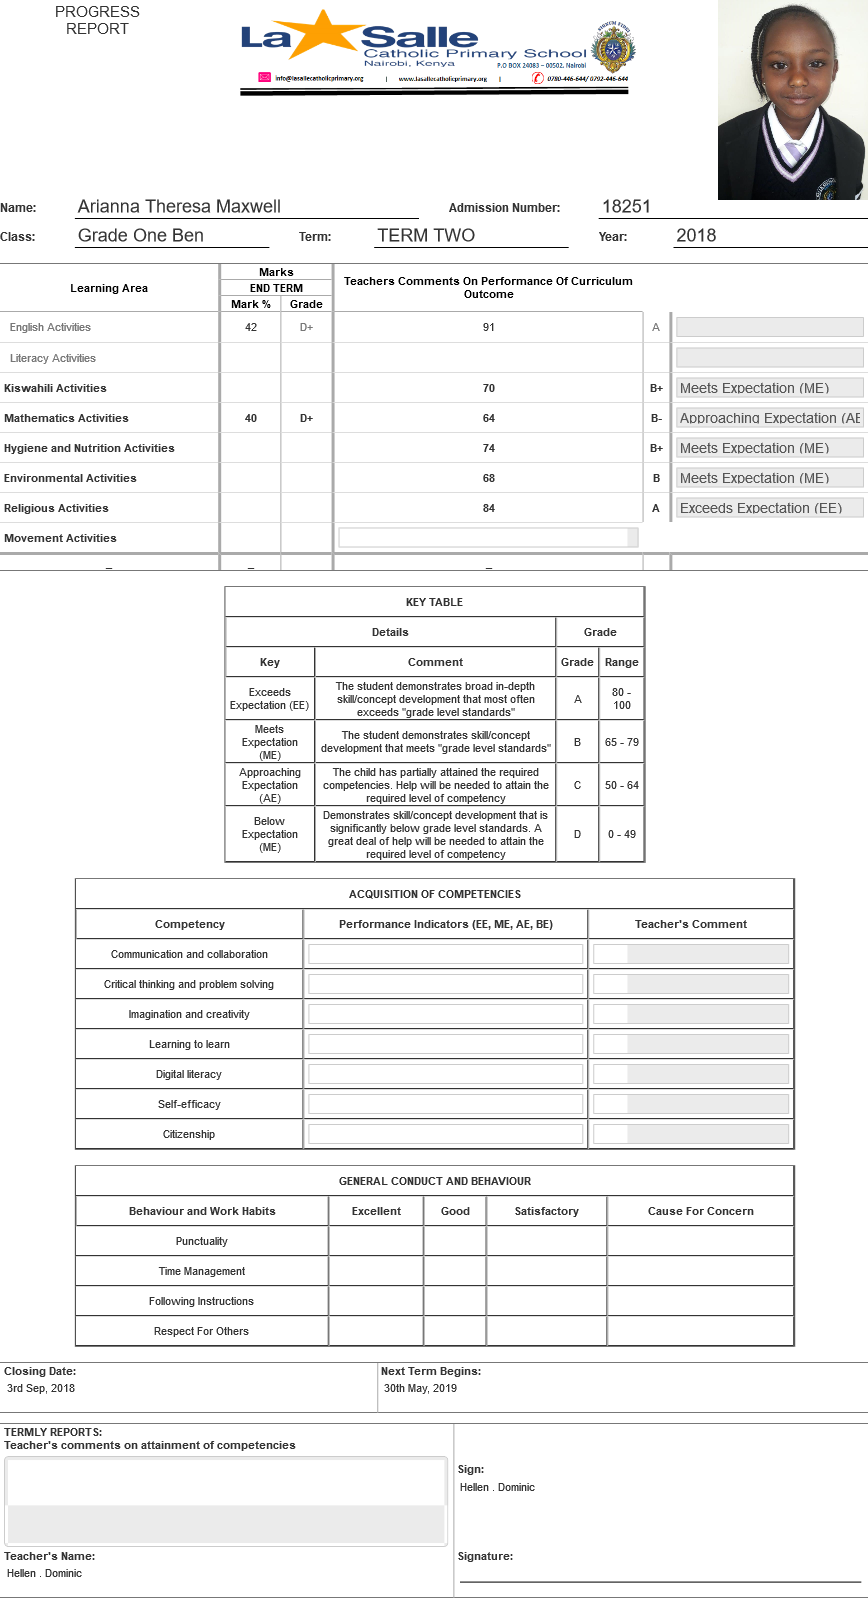 PROGRESS
REPORT
La Salle
Catholic Primary School
Nairobi, Kenya
P.O BOX 24083 – 00502, Nairobi
info@lasallecatholicprimary.org | www.lasallecatholicprimary.org | 0780-446-644/ 0792-446-644
Name: Arianna Theresa Maxwell Admission Number: 18251
Class: Grade One Ben Term: TERM TWO Year: 2018
Learning Area Marks Teachers Comments On Performance Of Curriculum Outcome
END TERM
Mark % Grade
English Activities 42 D+ 91 A
Literacy Activities
Kiswahili Activities 70 B+ Meets Expectation (ME)
Mathematics Activities 40 D+ 64 B- Approaching Expectation (AE
Hygiene and Nutrition Activities 74 B+ Meets Expectation (ME)
Environmental Activities 68 B Meets Expectation (ME)
Religious Activities 84 A Exceeds Expectation (EE)
Movement Activities
– – –
KEY TABLE
Details Grade
Key Comment Grade Range
Exceeds Expectation (EE) The student demonstrates broad in-depth skill/concept development that most often exceeds "grade level standards" A 80 - 100
Meets Expectation (ME) The student demonstrates skill/concept development that meets "grade level standards" B 65 - 79
Approaching Expectation (AE) The child has partially attained the required competencies. Help will be needed to attain the required level of competency C 50 - 64
Below Expectation (ME) Demonstrates skill/concept development that is significantly below grade level standards. A great deal of help will be needed to attain the required level of competency D 0 - 49
ACQUISITION OF COMPETENCIES
Competency Performance Indicators (EE, ME, AE, BE) Teacher's Comment
Communication and collaboration
Critical thinking and problem solving
Imagination and creativity
Learning to learn
Digital literacy
Self-efficacy
Citizenship
GENERAL CONDUCT AND BEHAVIOUR
Behaviour and Work Habits Excellent Good Satisfactory Cause For Concern
Punctuality
Time Management
Following Instructions
Respect For Others
Closing Date: Next Term Begins:
3rd Sep, 2018 30th May, 2019
TERMLY REPORTS:
Teacher's comments on attainment of competencies
Sign:
Hellen . Dominic
Teacher's Name: Signature:
Hellen . Dominic